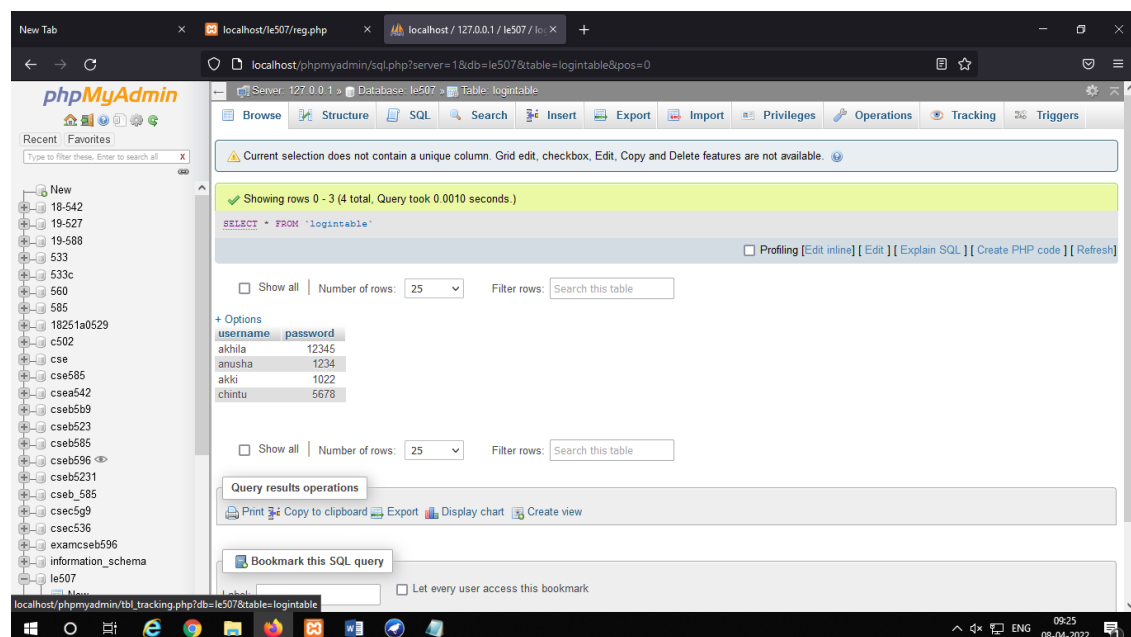 New Tab
localhost/le507/reg.php
localhost / 127.0.0.1 / le507 / log
localhost/phpmyadmin/sql.php?server=1&db=le507&table=logintable&pos=0
phpMyAdmin
Recent Favorites
Type to filter these, Enter to search all X
New
18-542
19-527
19-588
533
533c
560
585
18251a0529
c502
cse
cse585
csea542
cseb5b9
cseb523
cseb585
cseb596
cseb5231
cseb_585
csec5g9
csec536
examcseb596
information_schema
le507
New
Server: 127.0.0.1 » Database: le507 » Table: logintable
Browse Structure SQL Search Insert Export Import Privileges Operations Tracking Triggers
Current selection does not contain a unique column. Grid edit, checkbox, Edit, Copy and Delete features are not available.
Showing rows 0 - 3 (4 total, Query took 0.0010 seconds.)
SELECT * FROM `logintable`
Profiling [Edit inline] [ Edit ] [ Explain SQL ] [ Create PHP code ] [ Refresh]
Show all Number of rows: 25 Filter rows: Search this table
+ Options
username password
akhila 12345
anusha 1234
akki 1022
chintu 5678
Show all Number of rows: 25 Filter rows: Search this table
Query results operations
Print Copy to clipboard Export Display chart Create view
Bookmark this SQL query
Label: Let every user access this bookmark
localhost/phpmyadmin/tbl_tracking.php?db=le507&table=logintable
ENG 09:25
08-04-2022